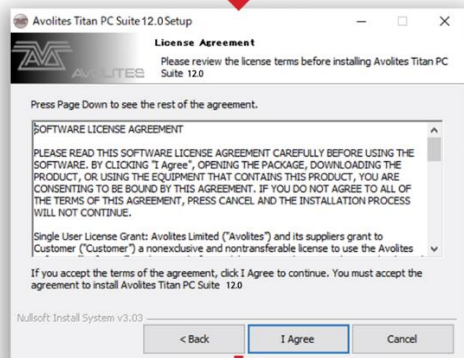 Avolites Titan PC Suite 12.0 Setup
License Agreement
Please review the license terms before installing Avolites Titan PC
Suite 12.0
AVOLITES
Press Page Down to see the rest of the agreement.
SOFTWARE LICENSE AGREEMENT
PLEASE READ THIS SOFTWARE LICENSE AGREEMENT CAREFULLY BEFORE USING THE
SOFTWARE. BY CLICKING "I Agree", OPENING THE PACKAGE, DOWNLOADING THE
PRODUCT, OR USING THE EQUIPMENT THAT CONTAINS THIS PRODUCT, YOU ARE
CONSENTING TO BE BOUND BY THIS AGREEMENT. IF YOU DO NOT AGREE TO ALL OF
THE TERMS OF THIS AGREEMENT, PRESS CANCEL AND THE INSTALLATION PROCESS
WILL NOT CONTINUE.
Single User License Grant: Avolites Limited ("Avolites") and its suppliers grant to
Customer ("Customer") a nonexclusive and nontransferable license to use the Avolites
If you accept the terms of the agreement, click I Agree to continue. You must accept the
agreement to install Avolites Titan PC Suite 12.0
Nullsoft Install System v3.03
< Back
I Agree
Cancel